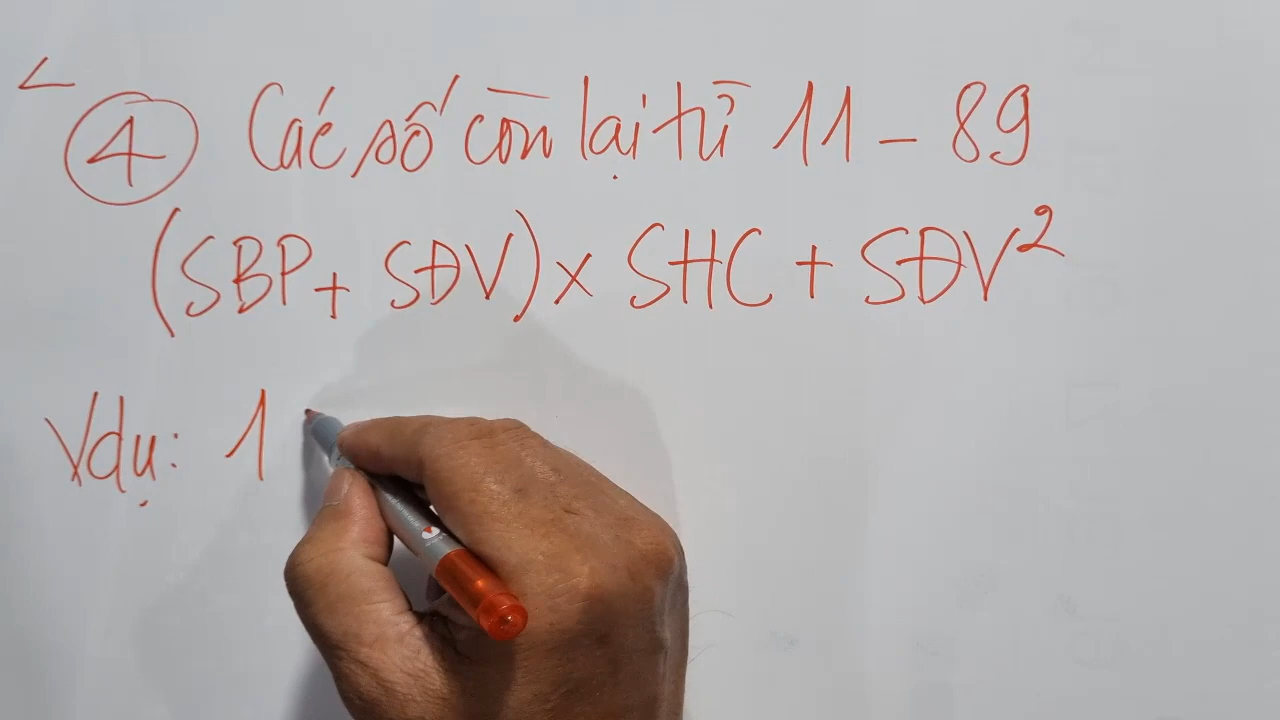 ④ Các số còn lại từ 11 - 89
(SBP + SĐV) x SHC + SĐV²
Vdụ: 1